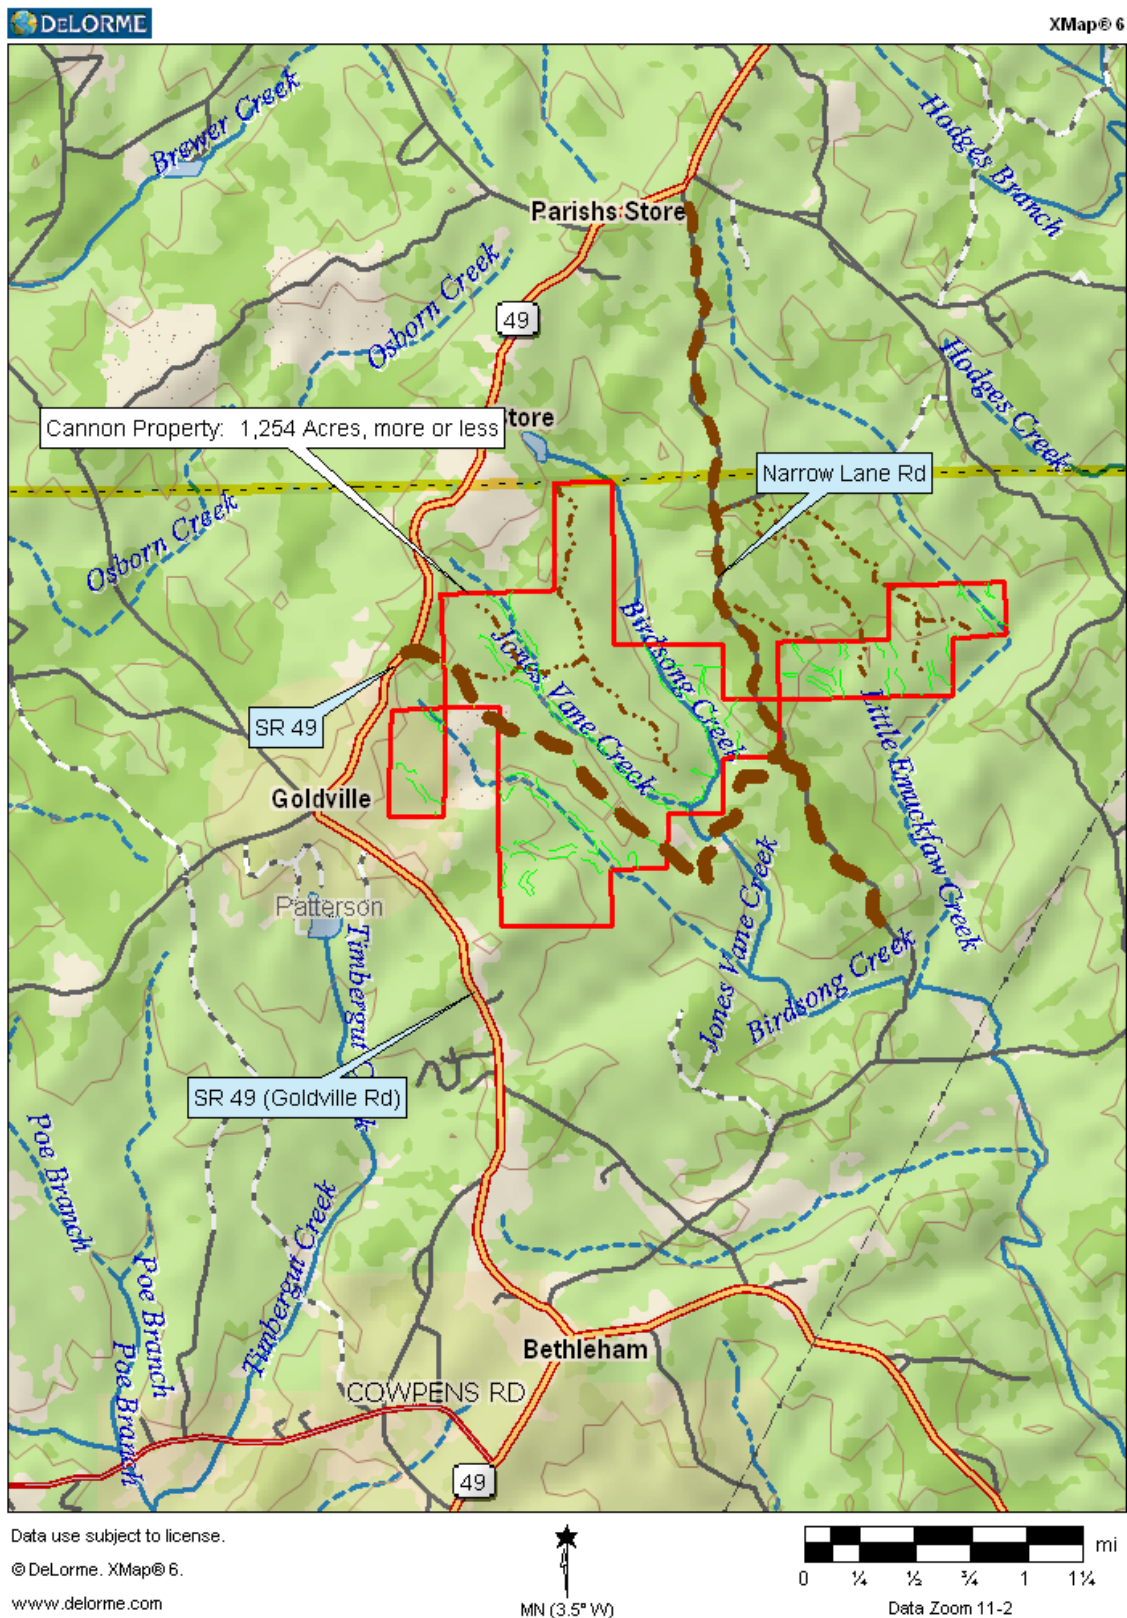 DELORME
XMap® 6
Brewer Creek
Hodges Branch
Parishs Store
Osborn Creek
49
Hodges Creek
Store
Cannon Property: 1,254 Acres, more or less
Narrow Lane Rd
Osborn Creek
Birdsong Creek
Jones Vane Creek
SR 49
Little Emuckfaw Creek
Goldville
Patterson
Jones Vane Creek
Timbergut Creek
Birdsong Creek
SR 49 (Goldville Rd)
Poe Branch
Timbergut Creek
Poe Branch
Poe Branch
Bethleham
COWPENS RD
49
Data use subject to license.
© DeLorme. XMap® 6.
www.delorme.com
MN (3.5° W)
mi
0 ¼ ½ ¾ 1 1¼
Data Zoom 11-2